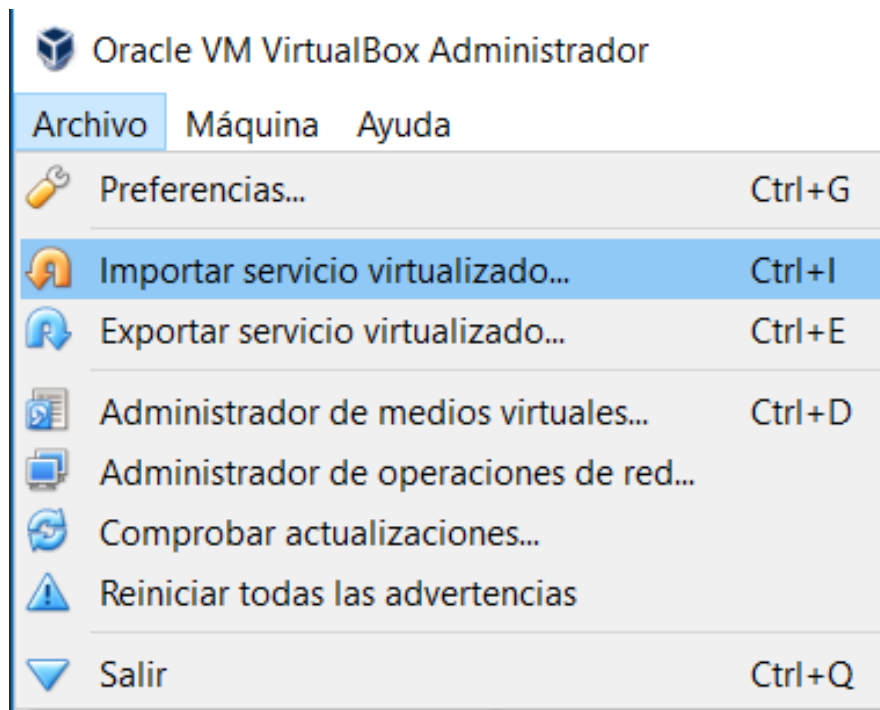 Oracle VM VirtualBox Administrador
Archivo Máquina Ayuda
Preferencias... Ctrl+G
Importar servicio virtualizado... Ctrl+I
Exportar servicio virtualizado... Ctrl+E
Administrador de medios virtuales... Ctrl+D
Administrador de operaciones de red...
Comprobar actualizaciones...
Reiniciar todas las advertencias
Salir Ctrl+Q